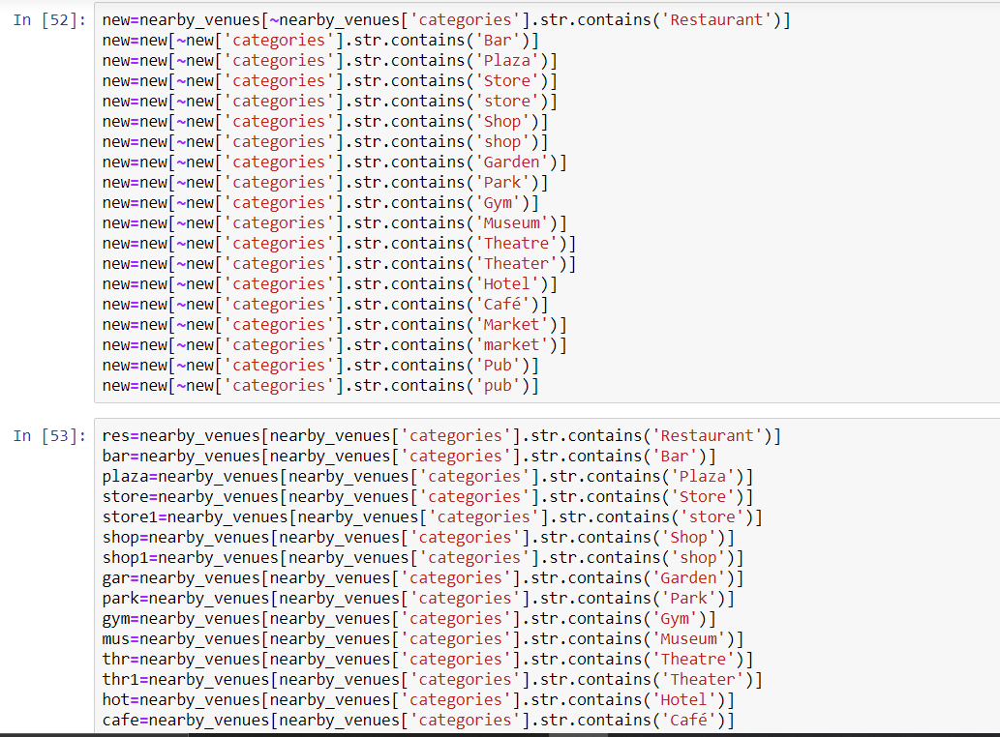 In [52]: new=nearby_venues[~nearby_venues['categories'].str.contains('Restaurant')]
new=new[~new['categories'].str.contains('Bar')]
new=new[~new['categories'].str.contains('Plaza')]
new=new[~new['categories'].str.contains('Store')]
new=new[~new['categories'].str.contains('store')]
new=new[~new['categories'].str.contains('Shop')]
new=new[~new['categories'].str.contains('shop')]
new=new[~new['categories'].str.contains('Garden')]
new=new[~new['categories'].str.contains('Park')]
new=new[~new['categories'].str.contains('Gym')]
new=new[~new['categories'].str.contains('Museum')]
new=new[~new['categories'].str.contains('Theatre')]
new=new[~new['categories'].str.contains('Theater')]
new=new[~new['categories'].str.contains('Hotel')]
new=new[~new['categories'].str.contains('Café')]
new=new[~new['categories'].str.contains('Market')]
new=new[~new['categories'].str.contains('market')]
new=new[~new['categories'].str.contains('Pub')]
new=new[~new['categories'].str.contains('pub')]
In [53]: res=nearby_venues[nearby_venues['categories'].str.contains('Restaurant')]
bar=nearby_venues[nearby_venues['categories'].str.contains('Bar')]
plaza=nearby_venues[nearby_venues['categories'].str.contains('Plaza')]
store=nearby_venues[nearby_venues['categories'].str.contains('Store')]
store1=nearby_venues[nearby_venues['categories'].str.contains('store')]
shop=nearby_venues[nearby_venues['categories'].str.contains('Shop')]
shop1=nearby_venues[nearby_venues['categories'].str.contains('shop')]
gar=nearby_venues[nearby_venues['categories'].str.contains('Garden')]
park=nearby_venues[nearby_venues['categories'].str.contains('Park')]
gym=nearby_venues[nearby_venues['categories'].str.contains('Gym')]
mus=nearby_venues[nearby_venues['categories'].str.contains('Museum')]
thr=nearby_venues[nearby_venues['categories'].str.contains('Theatre')]
thr1=nearby_venues[nearby_venues['categories'].str.contains('Theater')]
hot=nearby_venues[nearby_venues['categories'].str.contains('Hotel')]
cafe=nearby_venues[nearby_venues['categories'].str.contains('Café')]